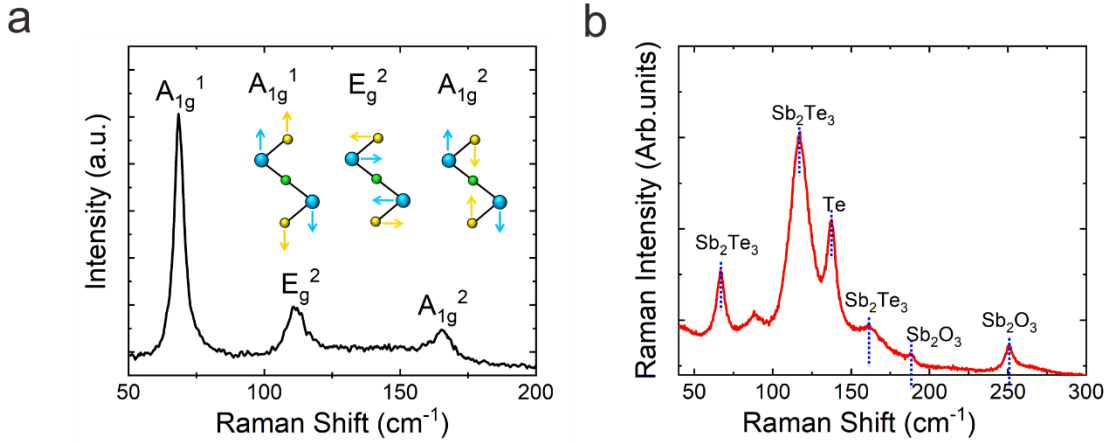 a
Intensity (a.u.)
A1g1
A1g1
Eg2
A1g2
Eg2
A1g2
50
100
150
200
Raman Shift (cm-1)
b
Raman Intensity (Arb.units)
Sb2Te3
Te
Sb2Te3
Sb2Te3
Sb2O3
Sb2O3
50
100
150
200
250
300
Raman Shift (cm-1)